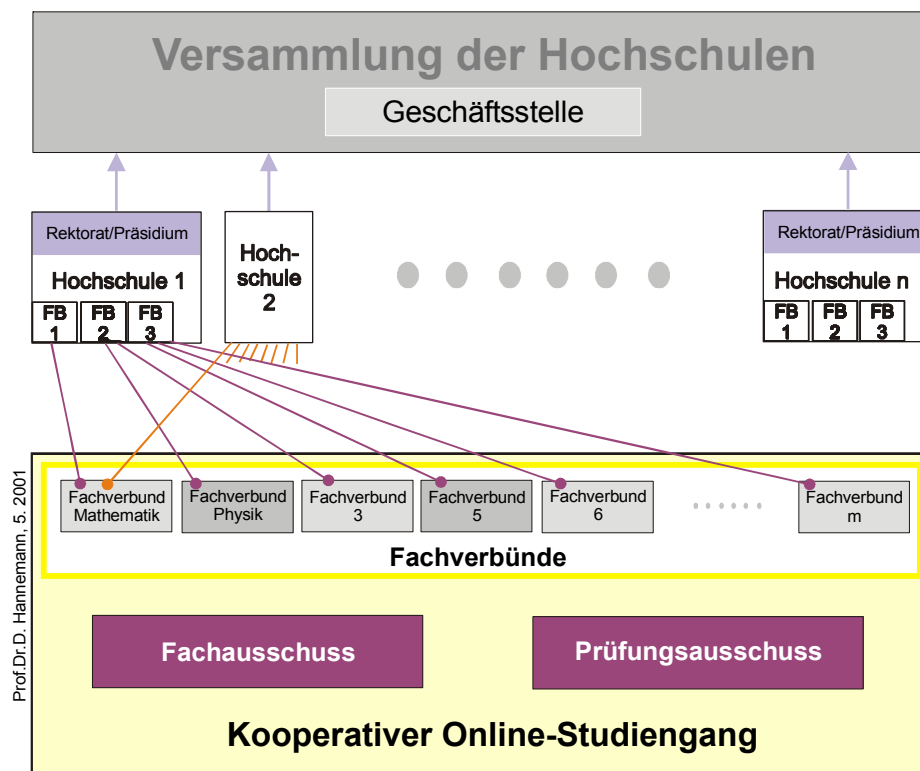 Versammlung der Hochschulen
Geschäftsstelle
Rektorat/Präsidium
Hochschule 1
FB
1
FB
2
FB
3
Hoch-
schule
2
Rektorat/Präsidium
Hochschule n
FB
1
FB
2
FB
3
Fachverbund
Mathematik
Fachverbund
Physik
Fachverbund
3
Fachverbund
5
Fachverbund
6
Fachverbund
m
Fachverbünde
Fachausschuss
Prüfungsausschuss
Kooperativer Online-Studiengang
Prof.Dr.D. Hannemann, 5. 2001